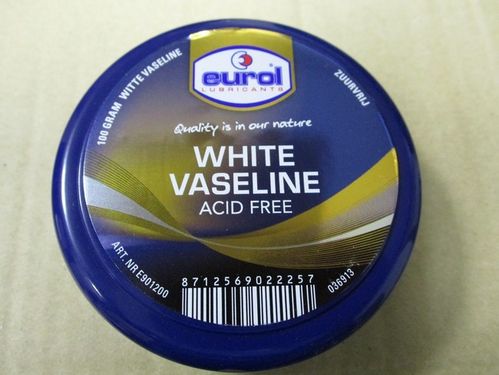 eurol
LUBRICANTS
100 GRAM WITTE VASELINE
ZUURVRIJ
Quality is in our nature
WHITE
VASELINE
ACID FREE
ART. NR E901200
8712569022257
036913